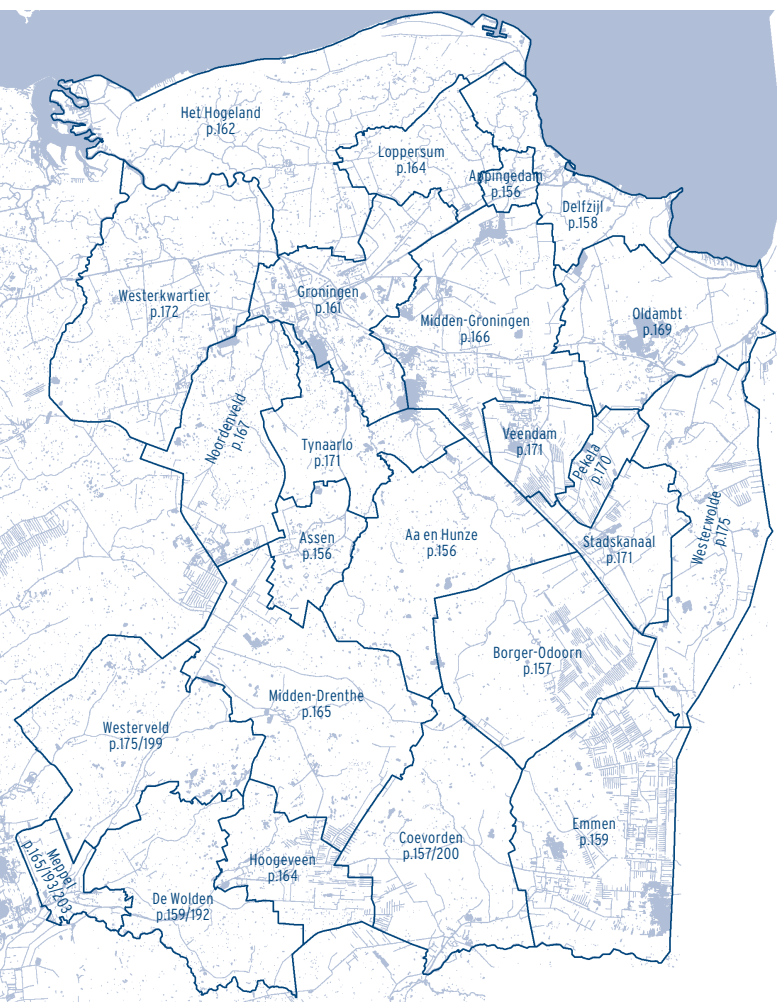 Het Hogeland
p.162
Loppersum
p.164
Appingedam
p.156
Delfzijl
p.158
Westerkwartier
p.172
Groningen
p.161
Midden-Groningen
p.166
Oldambt
p.169
Noordenveld
p.167
Tynaarlo
p.171
Veendam
p.171
Pekela
p.170
Assen
p.156
Aa en Hunze
p.156
Stadskanaal
p.171
Westerwolde
p.175
Borger-Odoorn
p.157
Midden-Drenthe
p.165
Westerveld
p.175/199
Emmen
p.159
Coevorden
p.157/200
Hoogeveen
p.164
Meppel
p.165/193/203
De Wolden
p.159/192